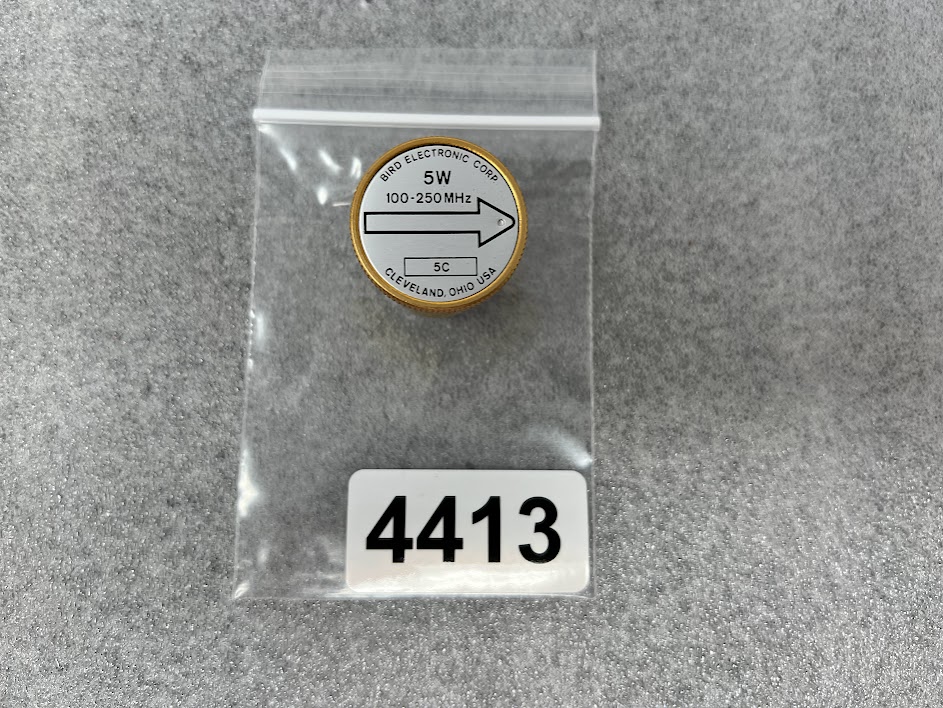 BIRD ELECTRONIC CORP.
5W
100-250MHz
5C
CLEVELAND, OHIO USA
4413